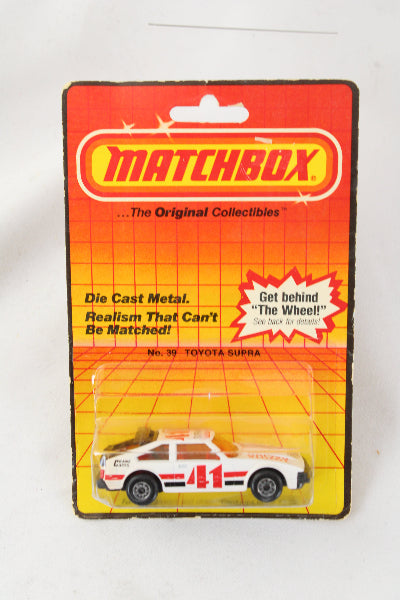 MATCHBOX®
...The Original Collectibles™
Die Cast Metal.
Realism That Can't
Be Matched!
Get behind
"The Wheel!"
See back for details!
No. 39 TOYOTA SUPRA
41